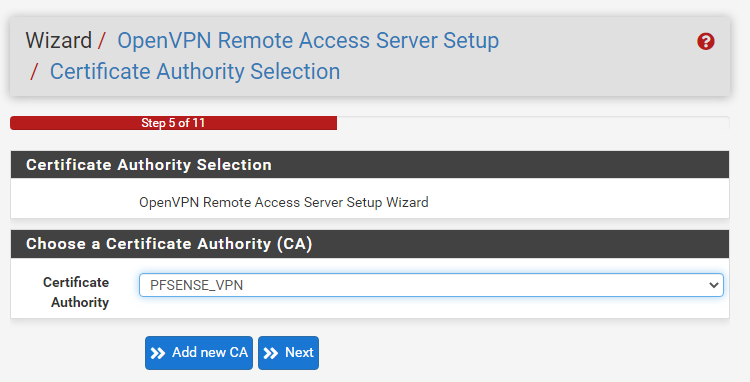 Wizard / OpenVPN Remote Access Server Setup
/ Certificate Authority Selection
Step 5 of 11
Certificate Authority Selection
OpenVPN Remote Access Server Setup Wizard
Choose a Certificate Authority (CA)
Certificate
Authority
PFSENSE_VPN
Add new CA
Next